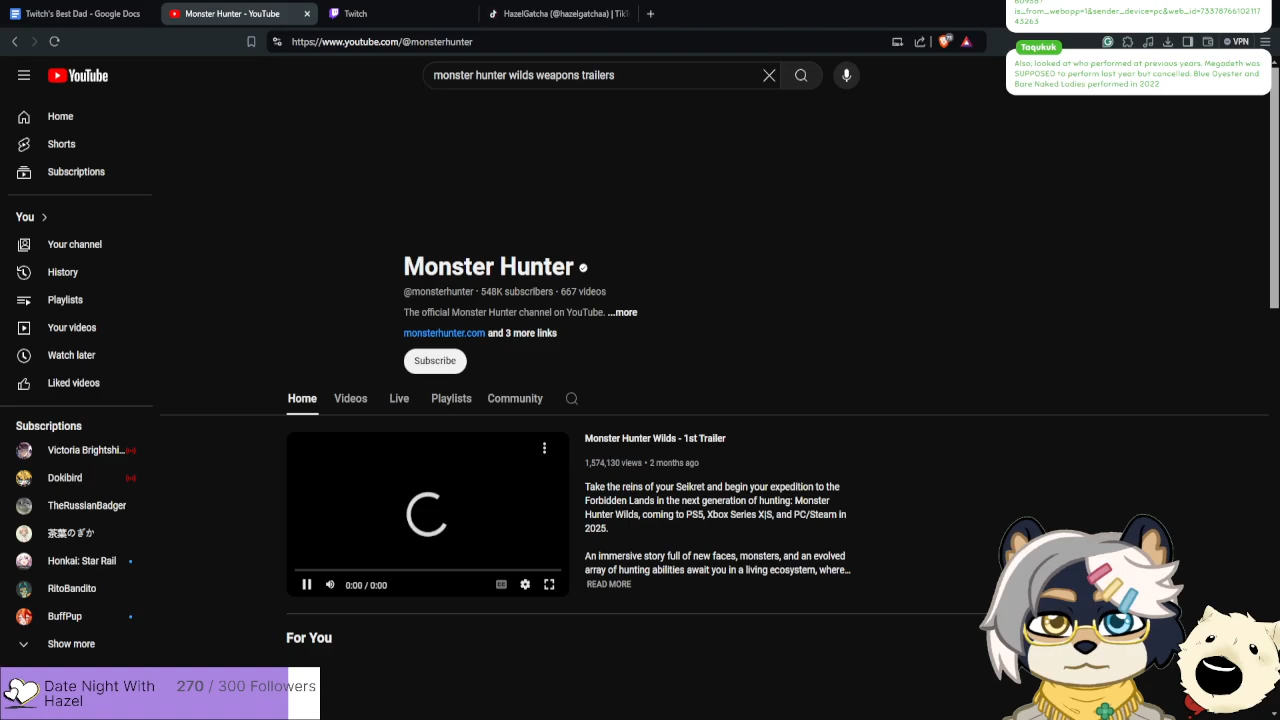 Twitch's Best Dad - Google Docs
Monster Hunter - YouTube
Twitch
https://www.youtube.com/@monsterhunter
VPN
is_from_webapp=1&sender_device=pc&web_id=73378766102117
43263
Taqukuk
Also, looked at who performed at previous years. Megadeth was
SUPPOSED to perform last year but cancelled. Blue Oyester and
Bare Naked Ladies performed in 2022
YouTube
monster hunter wilds trailers
Home
Shorts
Subscriptions
You
Your channel
History
Playlists
Your videos
Watch later
Liked videos
Subscriptions
Victoria Brightshi...
Dokibird
TheRussianBadger
茶葉のぎか
Honkai: Star Rail
RitoBandito
BuffPup
Show more
Monster Hunter
@monsterhunter · 548K subscribers · 667 videos
The official Monster Hunter channel on YouTube. ...more
monsterhunter.com and 3 more links
Subscribe
Home
Videos
Live
Playlists
Community
0:00 / 0:00
Monster Hunter Wilds - 1st Trailer
1,574,130 views • 2 months ago
Take the reins of your Seikret and begin your expedition to the
Forbidden Lands in the next generation of hunting: Monster
Hunter Wilds, coming to PS5, Xbox Series X|S, and PC/Steam in
2025.
An immersive story full of new faces, monsters, and an evolved
array of hunting abilities await you in a living ecosystem, where...
READ MORE
For You
Date Night With
Hazel
270 / 300 Followers